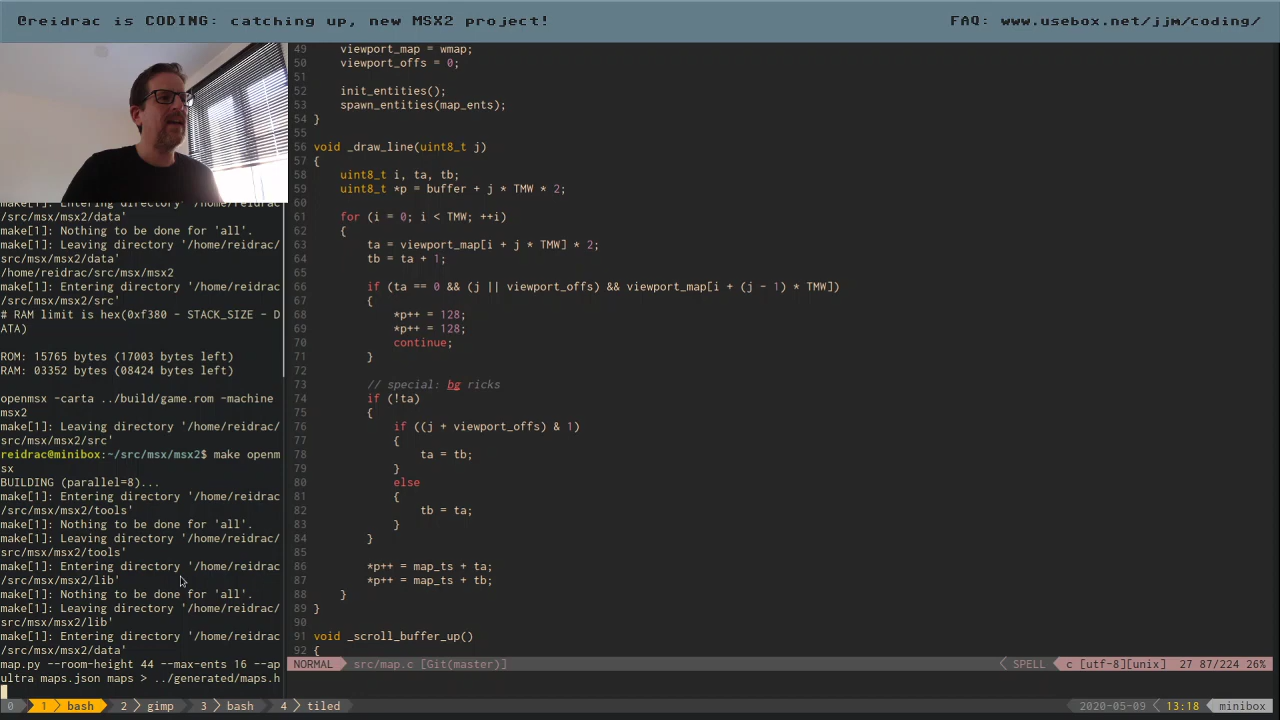 @reidrac is CODING: catching up, new MSX2 project!
FAQ: www.usebox.net/jjm/coding/
make[1]: Entering directory '/home/reidrac
/src/msx/msx2/data'
make[1]: Nothing to be done for 'all'.
make[1]: Leaving directory '/home/reidrac/
src/msx/msx2/data'
/home/reidrac/src/msx/msx2
make[1]: Entering directory '/home/reidrac
/src/msx/msx2/src'
# RAM limit is hex(0xf380 - STACK_SIZE - D
ATA)
ROM: 15765 bytes (17003 bytes left)
RAM: 03352 bytes (08424 bytes left)
openmsx -carta ../build/game.rom -machine
msx2
make[1]: Leaving directory '/home/reidrac/
src/msx/msx2/src'
reidrac@minibox:~/src/msx/msx2$ make openm
sx
BUILDING (parallel=8)...
make[1]: Entering directory '/home/reidrac
/src/msx/msx2/tools'
make[1]: Nothing to be done for 'all'.
make[1]: Leaving directory '/home/reidrac/
src/msx/msx2/tools'
make[1]: Entering directory '/home/reidrac
/src/msx/msx2/lib'
make[1]: Nothing to be done for 'all'.
make[1]: Leaving directory '/home/reidrac/
src/msx/msx2/lib'
make[1]: Entering directory '/home/reidrac
/src/msx/msx2/data'
map.py --room-height 44 --max-ents 16 --ap
ultra maps.json maps > ../generated/maps.h
49 viewport_map = wmap;
50 viewport_offs = 0;
51
52 init_entities();
53 spawn_entities(map_ents);
54 }
55
56 void _draw_line(uint8_t j)
57 {
58 uint8_t i, ta, tb;
59 uint8_t *p = buffer + j * TMW * 2;
60
61 for (i = 0; i < TMW; ++i)
62 {
63 ta = viewport_map[i + j * TMW] * 2;
64 tb = ta + 1;
65
66 if (ta == 0 && (j || viewport_offs) && viewport_map[i + (j - 1) * TMW])
67 {
68 *p++ = 128;
69 *p++ = 128;
70 continue;
71 }
72
73 // special: bg ricks
74 if (!ta)
75 {
76 if ((j + viewport_offs) & 1)
77 {
78 ta = tb;
79 }
80 else
81 {
82 tb = ta;
83 }
84 }
85
86 *p++ = map_ts + ta;
87 *p++ = map_ts + tb;
88 }
89 }
90
91 void _scroll_buffer_up()
92 {
NORMAL src/map.c [Git(master)] SPELL c [utf-8][unix] 27 87/224 26%
0 1 bash 2 gimp 3 bash 4 tiled 2020-05-09 13:18 minibox